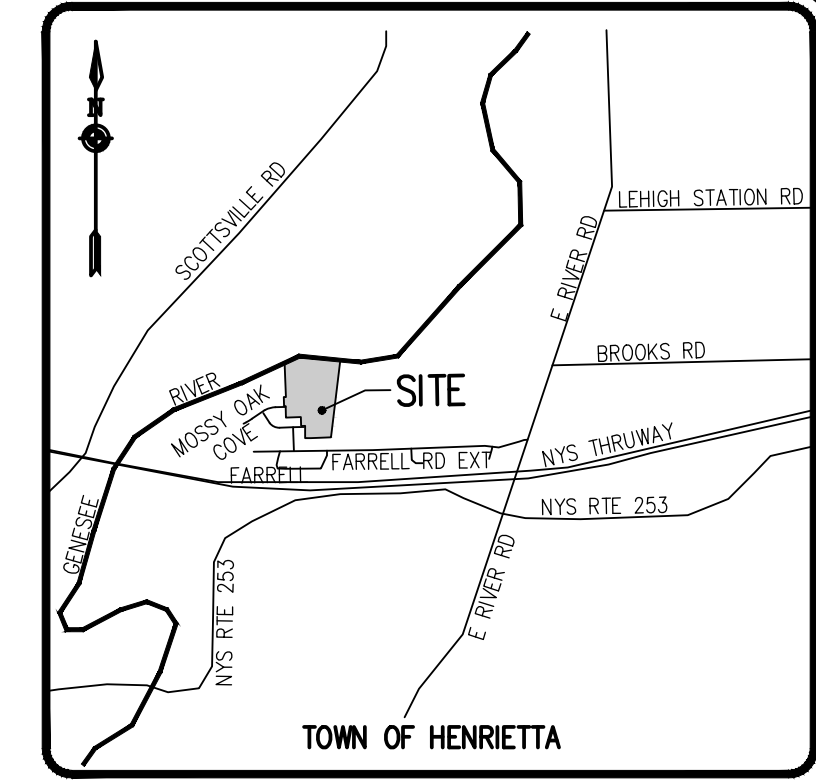 N
SCOTTSVILLE RD
LEHIGH STATION RD
E RIVER RD
BROOKS RD
RIVER
MOSSY OAK
COVE
SITE
FARRELL
FARRELL RD EXT
NYS THRUWAY
NYS RTE 253
GENESEE
NYS RTE 253
E RIVER RD
TOWN OF HENRIETTA